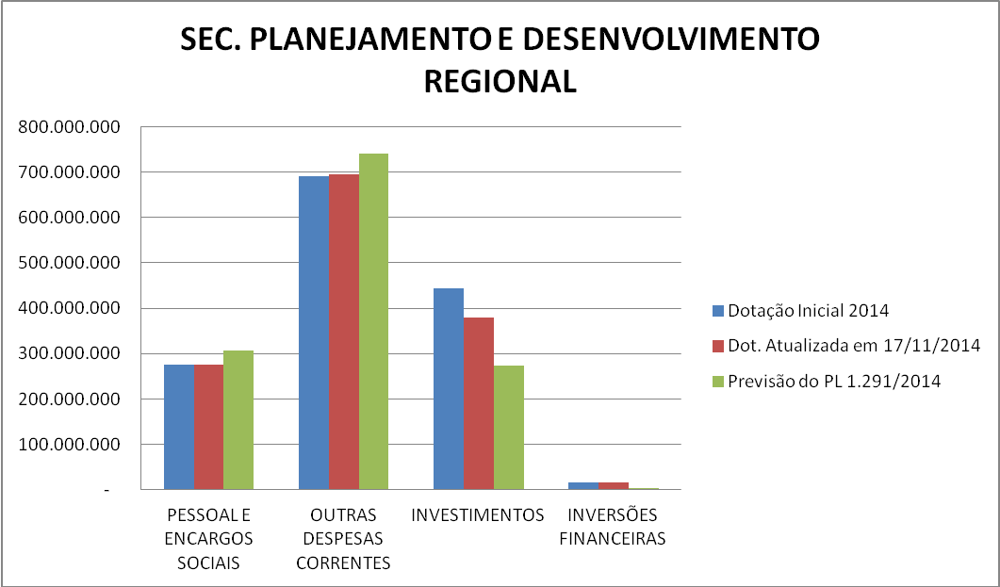 SEC. PLANEJAMENTO E DESENVOLVIMENTO
REGIONAL
800.000.000
700.000.000
600.000.000
500.000.000
400.000.000
300.000.000
200.000.000
100.000.000
-
PESSOAL E
ENCARGOS
SOCIAIS
OUTRAS
DESPESAS
CORRENTES
INVESTIMENTOS
INVERSÕES
FINANCEIRAS
Dotação Inicial 2014
Dot. Atualizada em 17/11/2014
Previsão do PL 1.291/2014